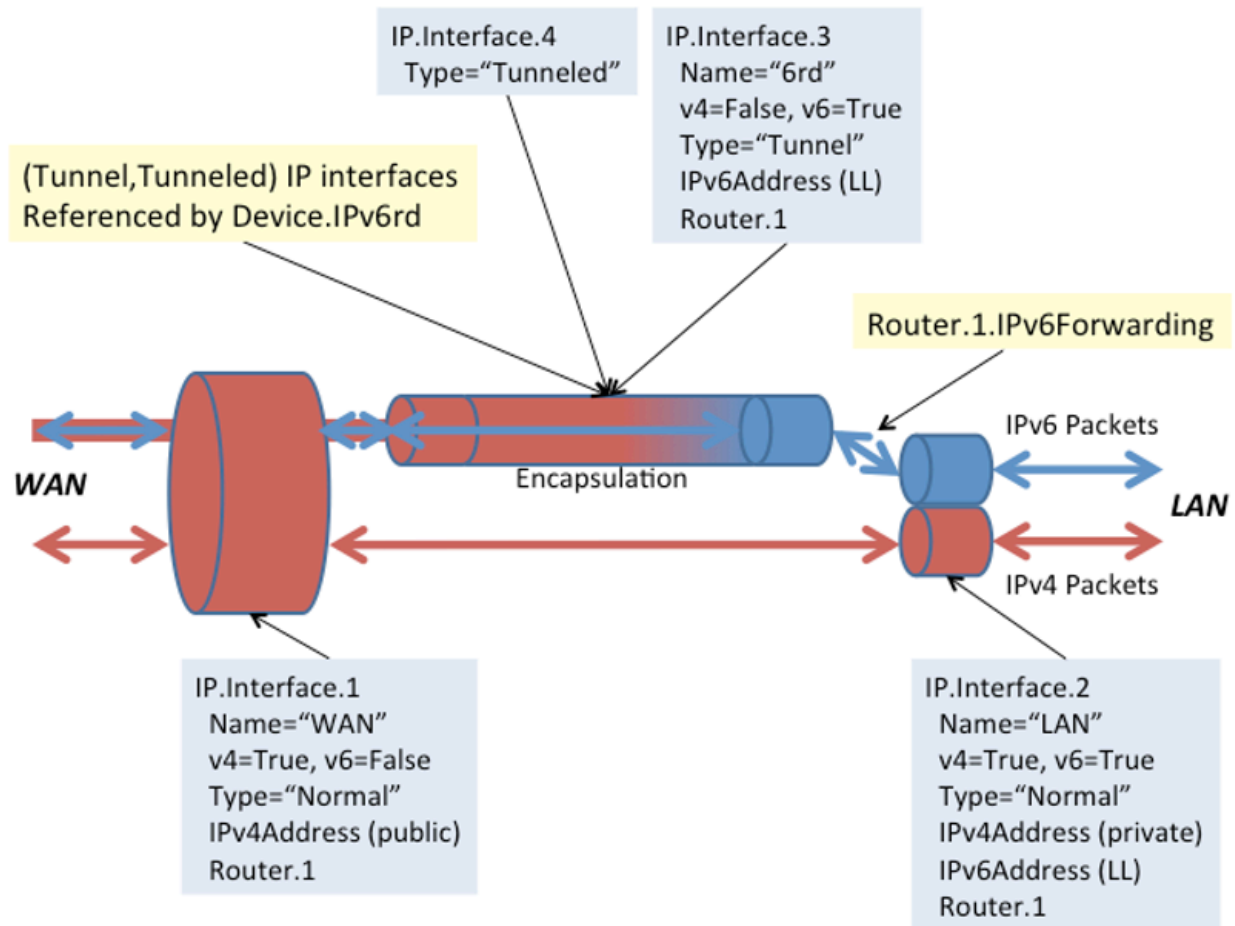 IP.Interface.4
Type=“Tunneled”
IP.Interface.3
Name=“6rd”
v4=False, v6=True
Type=“Tunnel”
IPv6Address (LL)
Router.1
(Tunnel,Tunneled) IP interfaces
Referenced by Device.IPv6rd
Router.1.IPv6Forwarding
IPv6 Packets
WAN
Encapsulation
LAN
IPv4 Packets
IP.Interface.1
Name=“WAN”
v4=True, v6=False
Type=“Normal”
IPv4Address (public)
Router.1
IP.Interface.2
Name=“LAN”
v4=True, v6=True
Type=“Normal”
IPv4Address (private)
IPv6Address (LL)
Router.1